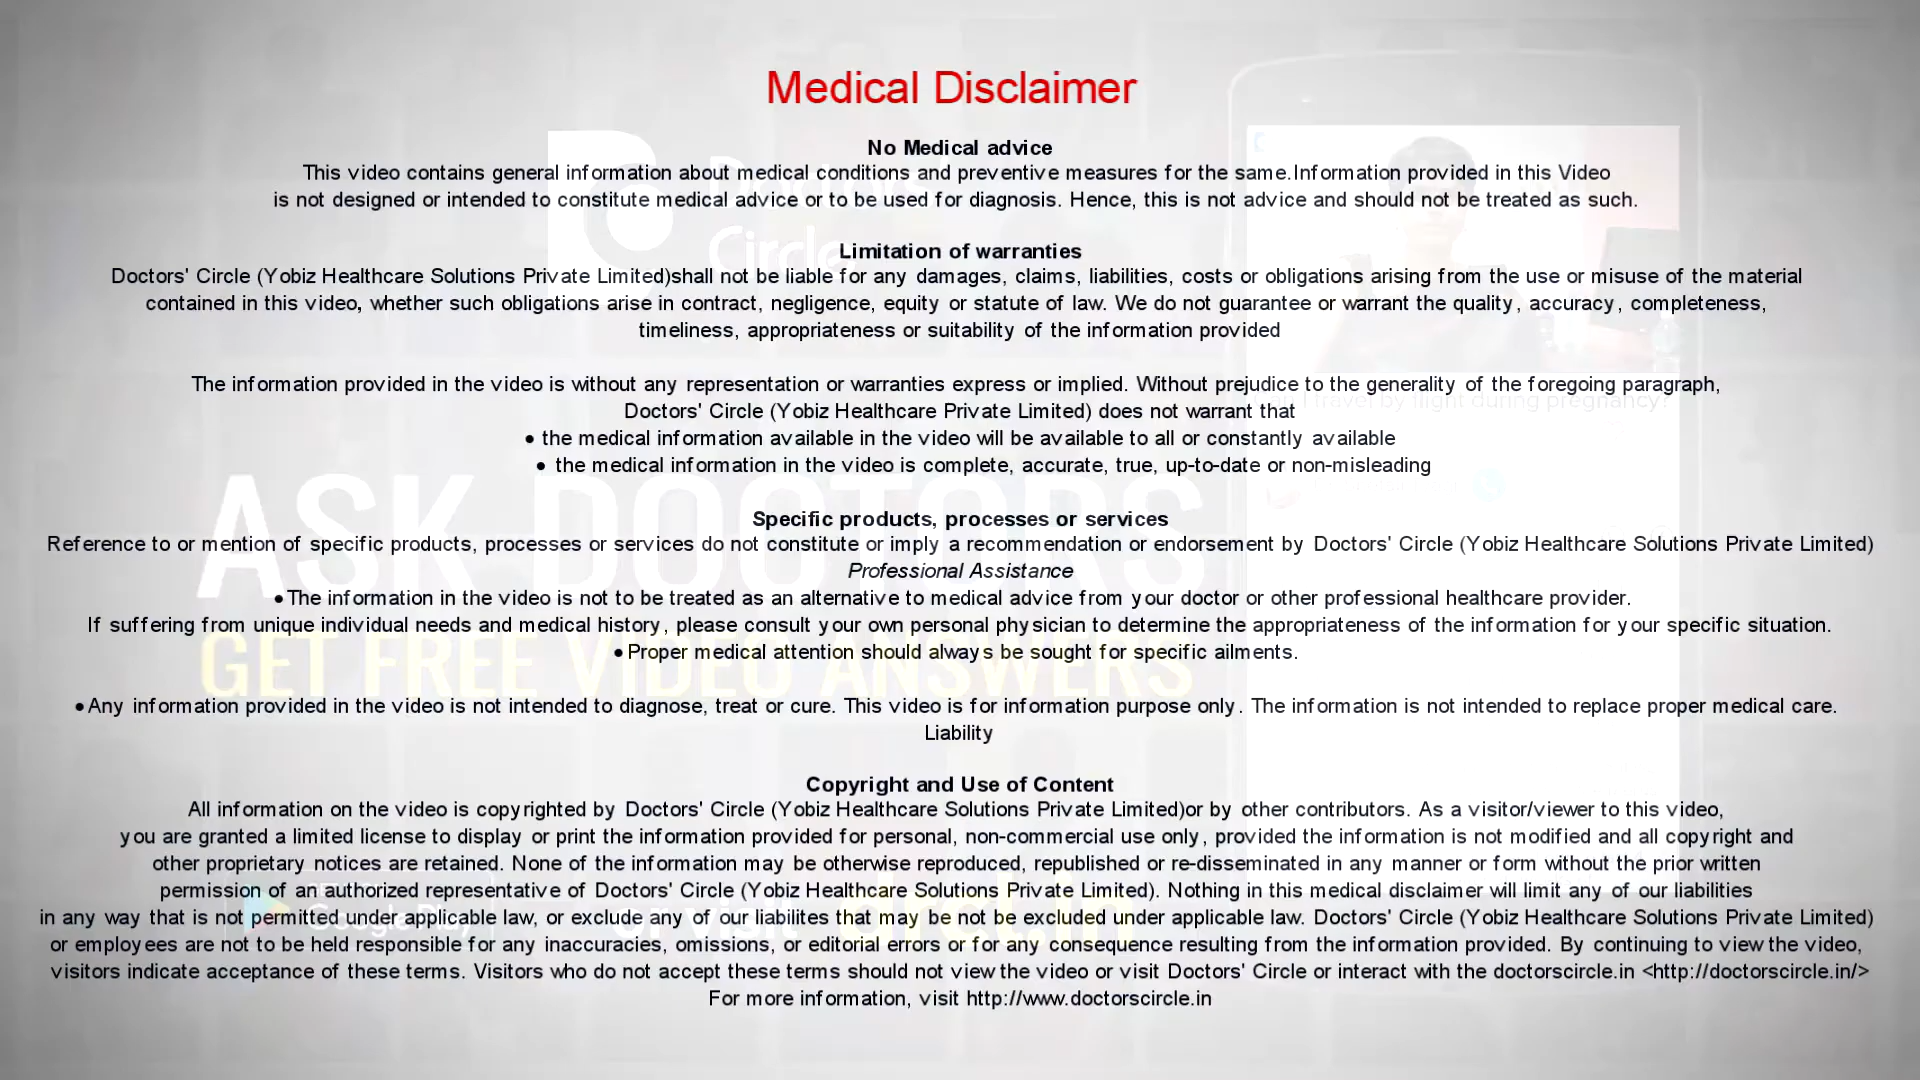 Medical Disclaimer
No Medical advice
This video contains general information about medical conditions and preventive measures for the same.Information provided in this Video
is not designed or intended to constitute medical advice or to be used for diagnosis. Hence, this is not advice and should not be treated as such.
Doctors'
Circle
Limitation of warranties
Doctors' Circle (Yobiz Healthcare Solutions Private Limited)shall not be liable for any damages, claims, liabilities, costs or obligations arising from the use or misuse of the material
contained in this video, whether such obligations arise in contract, negligence, equity or statute of law. We do not guarantee or warrant the quality, accuracy, completeness,
timeliness, appropriateness or suitability of the information provided
The information provided in the video is without any representation or warranties express or implied. Without prejudice to the generality of the foregoing paragraph,
Can I travel by flight during pregnancy?
Doctors' Circle (Yobiz Healthcare Private Limited) does not warrant that
• the medical information available in the video will be available to all or constantly available
• the medical information in the video is complete, accurate, true, up-to-date or non-misleading
ASK DOCTORS
Specific products, processes or services
Reference to or mention of specific products, processes or services do not constitute or imply a recommendation or endorsement by Doctors' Circle (Yobiz Healthcare Solutions Private Limited)
Professional Assistance
•The information in the video is not to be treated as an alternative to medical advice from your doctor or other professional healthcare provider.
If suffering from unique individual needs and medical history, please consult your own personal physician to determine the appropriateness of the information for your specific situation.
•Proper medical attention should always be sought for specific ailments.
GET FREE VIDEO ANSWERS
•Any information provided in the video is not intended to diagnose, treat or cure. This video is for information purpose only. The information is not intended to replace proper medical care.
Liability
Copyright and Use of Content
All information on the video is copyrighted by Doctors' Circle (Yobiz Healthcare Solutions Private Limited)or by other contributors. As a visitor/viewer to this video,
you are granted a limited license to display or print the information provided for personal, non-commercial use only, provided the information is not modified and all copyright and
other proprietary notices are retained. None of the information may be otherwise reproduced, republished or re-disseminated in any manner or form without the prior written
permission of an authorized representative of Doctors' Circle (Yobiz Healthcare Solutions Private Limited). Nothing in this medical disclaimer will limit any of our liabilities
in any way that is not permitted under applicable law, or exclude any of our liabilites that may be not be excluded under applicable law. Doctors' Circle (Yobiz Healthcare Solutions Private Limited)
Google Play or visit drct.in
or employees are not to be held responsible for any inaccuracies, omissions, or editorial errors or for any consequence resulting from the information provided. By continuing to view the video,
visitors indicate acceptance of these terms. Visitors who do not accept these terms should not view the video or visit Doctors' Circle or interact with the doctorscircle.in <http://doctorscircle.in/>
For more information, visit http://www.doctorscircle.in